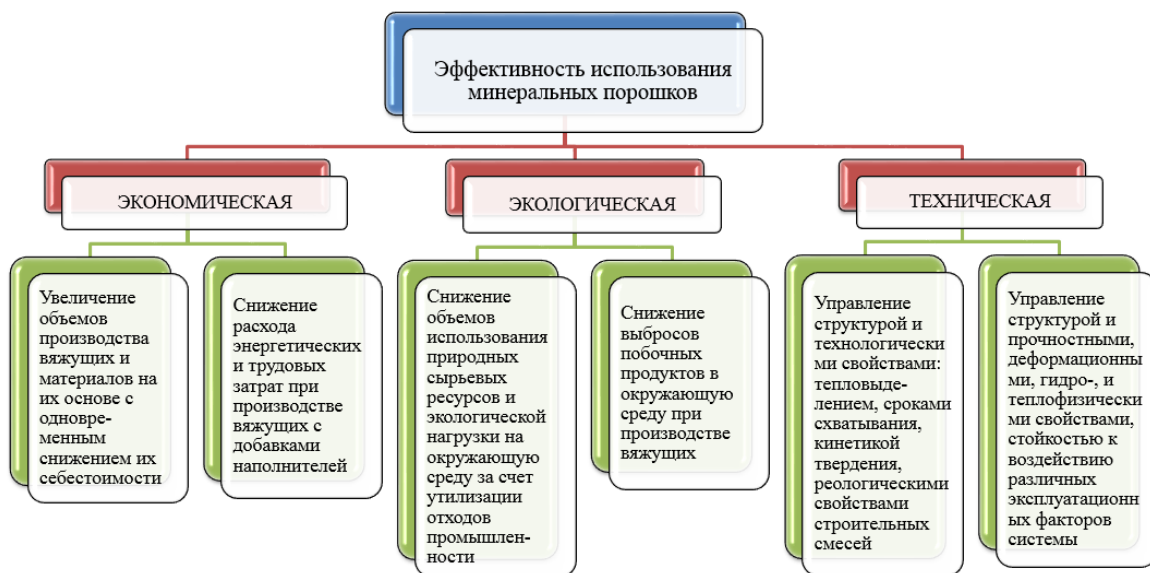 Эффективность использования
минеральных порошков
ЭКОНОМИЧЕСКАЯ
ЭКОЛОГИЧЕСКАЯ
ТЕХНИЧЕСКАЯ
Увеличение
объемов
производства
вяжущих и
материалов на
их основе с
одновре-
менным
снижением их
себестоимости
Снижение
расхода
энергетических
и трудовых
затрат при
производстве
вяжущих с
добавками
наполнителей
Снижение
объемов
использования
природных
сырьевых
ресурсов и
экологической
нагрузки на
окружающую
среду за счет
утилизации
отходов
промышлен-
ности
Снижение
выбросов
побочных
продуктов в
окружающую
среду при
производстве
вяжущих
Управление
структурой и
технологически
ми свойствами:
тепловыде-
лением, сроками
схватывания,
кинетикой
твердения,
реологическими
свойствами
строительных
смесей
Управление
структурой и
прочностными,
деформационны
ми, гидро-, и
теплофизически
ми свойствами,
стойкостью к
воздействию
различных
эксплуатационн
ых факторов
системы